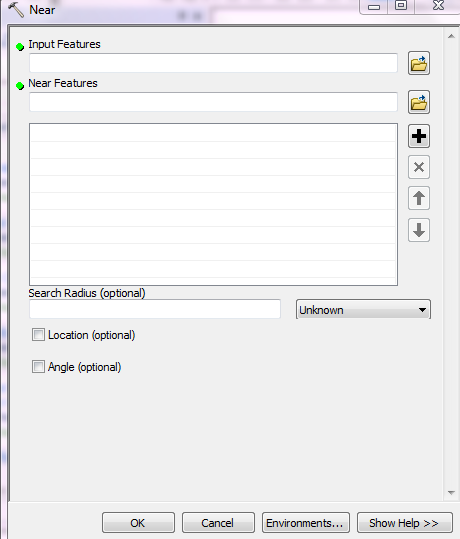 Near
Input Features
Near Features
Search Radius (optional)
Unknown
Location (optional)
Angle (optional)
OK Cancel Environments... Show Help >>